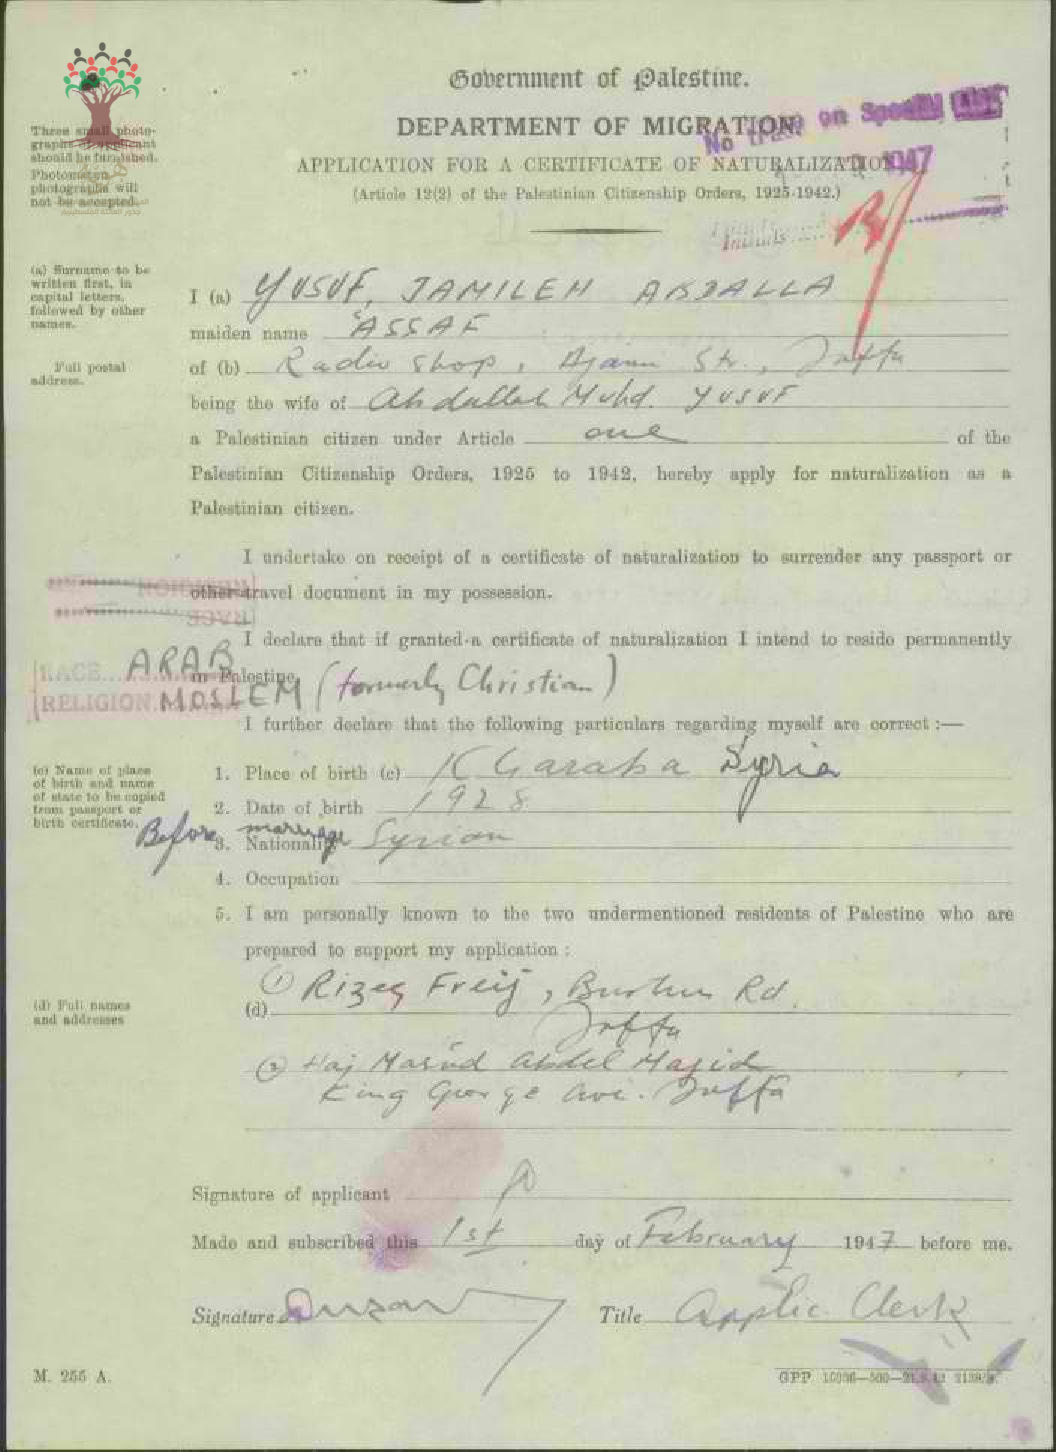 Government of Palestine.
DEPARTMENT OF MIGRATION.
No trace on Special List
APPLICATION FOR A CERTIFICATE OF NATURALIZATION
1947
(Article 12(2) of the Palestinian Citizenship Orders, 1925-1942.)
Three small photographs of applicant should be furnished. Photomaton photographs will not be accepted.
Initials
(a) Surname to be written first, in capital letters, followed by other names.
I (a) YUSUF, JAMILEH ABDALLA
maiden name 'ASSAF
Full postal address.
of (b) Radio Shop, Ajami Str., Jaffa
being the wife of Abdallah Muhd. YUSUF
a Palestinian citizen under Article one of the
Palestinian Citizenship Orders, 1925 to 1942, hereby apply for naturalization as a
Palestinian citizen.
I undertake on receipt of a certificate of naturalization to surrender any passport or
other travel document in my possession.
RELIGION
RACE
I declare that if granted a certificate of naturalization I intend to reside permanently
in Palestine.
RACE ARAB
RELIGION MOSLEM (formerly Christian)
I further declare that the following particulars regarding myself are correct :—
(c) Name of place of birth and name of state to be copied from passport or birth certificate.
1. Place of birth (c) K Garaba Syria
2. Date of birth 1928
Before marriage
3. Nationality Syrian
4. Occupation
5. I am personally known to the two undermentioned residents of Palestine who are
prepared to support my application :
(d) Full names and addresses
(d) ① Rizeq Freij, Rd.
Jaffa
② Haj Masud Abdel Majid
King George Ave. Jaffa
Signature of applicant
Made and subscribed this 1st day of February 1947 before me.
Signature Title Applic. Clerk
M. 255 A.
GPP